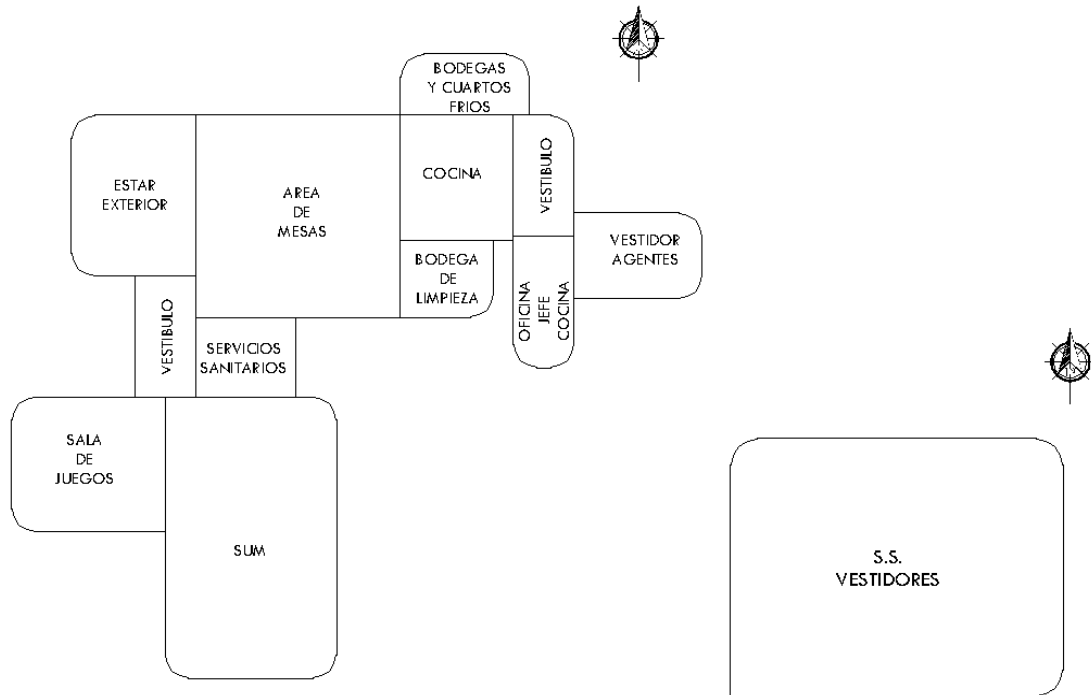 BODEGAS
Y CUARTOS
FRIOS
ESTAR
EXTERIOR
AREA
DE
MESAS
COCINA
VESTIBULO
VESTIDOR
AGENTES
BODEGA
DE
LIMPIEZA
OFICINA
JEFE
COCINA
VESTIBULO
SERVICIOS
SANITARIOS
SALA
DE
JUEGOS
SUM
S.S.
VESTIDORES